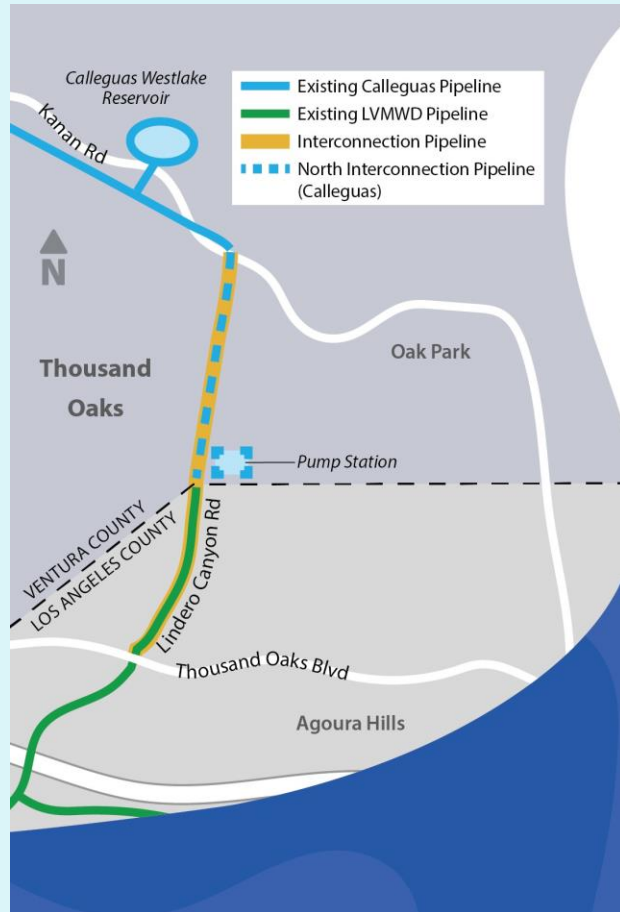 Calleguas Westlake
Reservoir
Kanan Rd
Existing Calleguas Pipeline
Existing LVMWD Pipeline
Interconnection Pipeline
North Interconnection Pipeline
(Calleguas)
N
Thousand
Oaks
Oak Park
Pump Station
VENTURA COUNTY
LOS ANGELES COUNTY
Lindero Canyon Rd
Thousand Oaks Blvd
Agoura Hills